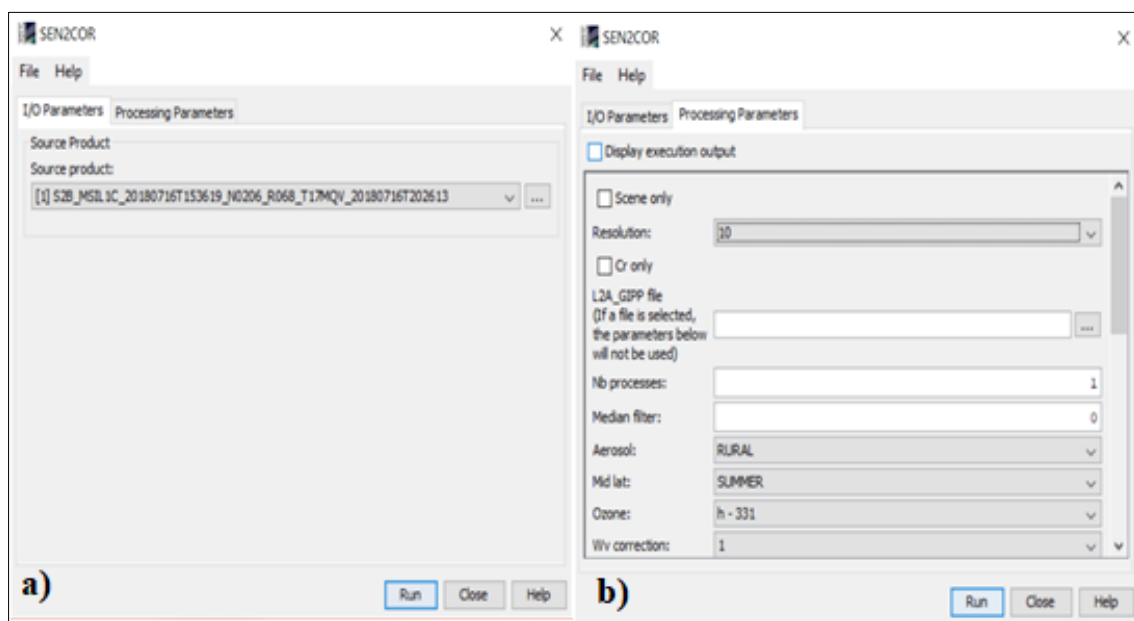 SEN2COR
File Help
I/O Parameters Processing Parameters
Source Product
Source product:
[1] S2B_MSIL1C_20180716T153619_N0206_R068_T17MQV_20180716T202613
...
a)
Run Close Help
SEN2COR
File Help
I/O Parameters Processing Parameters
Display execution output
Scene only
Resolution: 10
Cr only
L2A_GIPP file
(If a file is selected,
the parameters below
will not be used)
...
Nb processes: 1
Median filter: 0
Aerosol: RURAL
Mid lat: SUMMER
Ozone: h - 331
Wv correction: 1
b)
Run Close Help